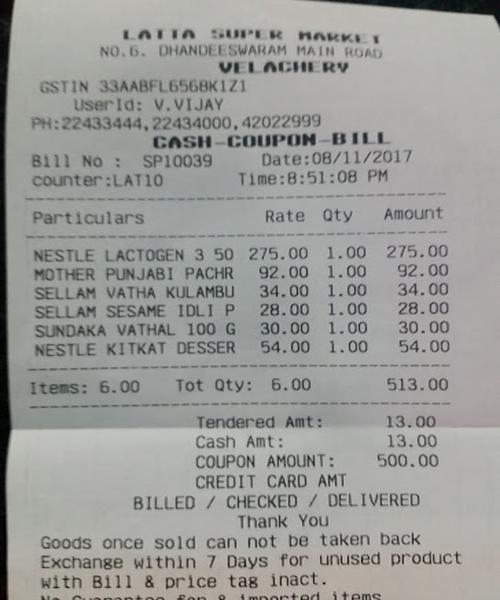 LATTA SUPER MARKET
NO.6. DHANDEESWARAM MAIN ROAD
VELACHERY
GSTIN 33AABFL6568K1Z1
UserId: V.VIJAY
PH:22433444,22434000,42022999
CASH-COUPON-BILL
Bill No : SP10039 Date:08/11/2017
counter:LAT10 Time:8:51:08 PM
Particulars Rate Qty Amount
NESTLE LACTOGEN 3 50 275.00 1.00 275.00
MOTHER PUNJABI PACHR 92.00 1.00 92.00
SELLAM VATHA KULAMBU 34.00 1.00 34.00
SELLAM SESAME IDLI P 28.00 1.00 28.00
SUNDAKA VATHAL 100 G 30.00 1.00 30.00
NESTLE KITKAT DESSER 54.00 1.00 54.00
Items: 6.00 Tot Qty: 6.00 513.00
Tendered Amt: 13.00
Cash Amt: 13.00
COUPON AMOUNT: 500.00
CREDIT CARD AMT
BILLED / CHECKED / DELIVERED
Thank You
Goods once sold can not be taken back
Exchange within 7 Days for unused product
with Bill & price tag inact.
No Guarantee for & imported items